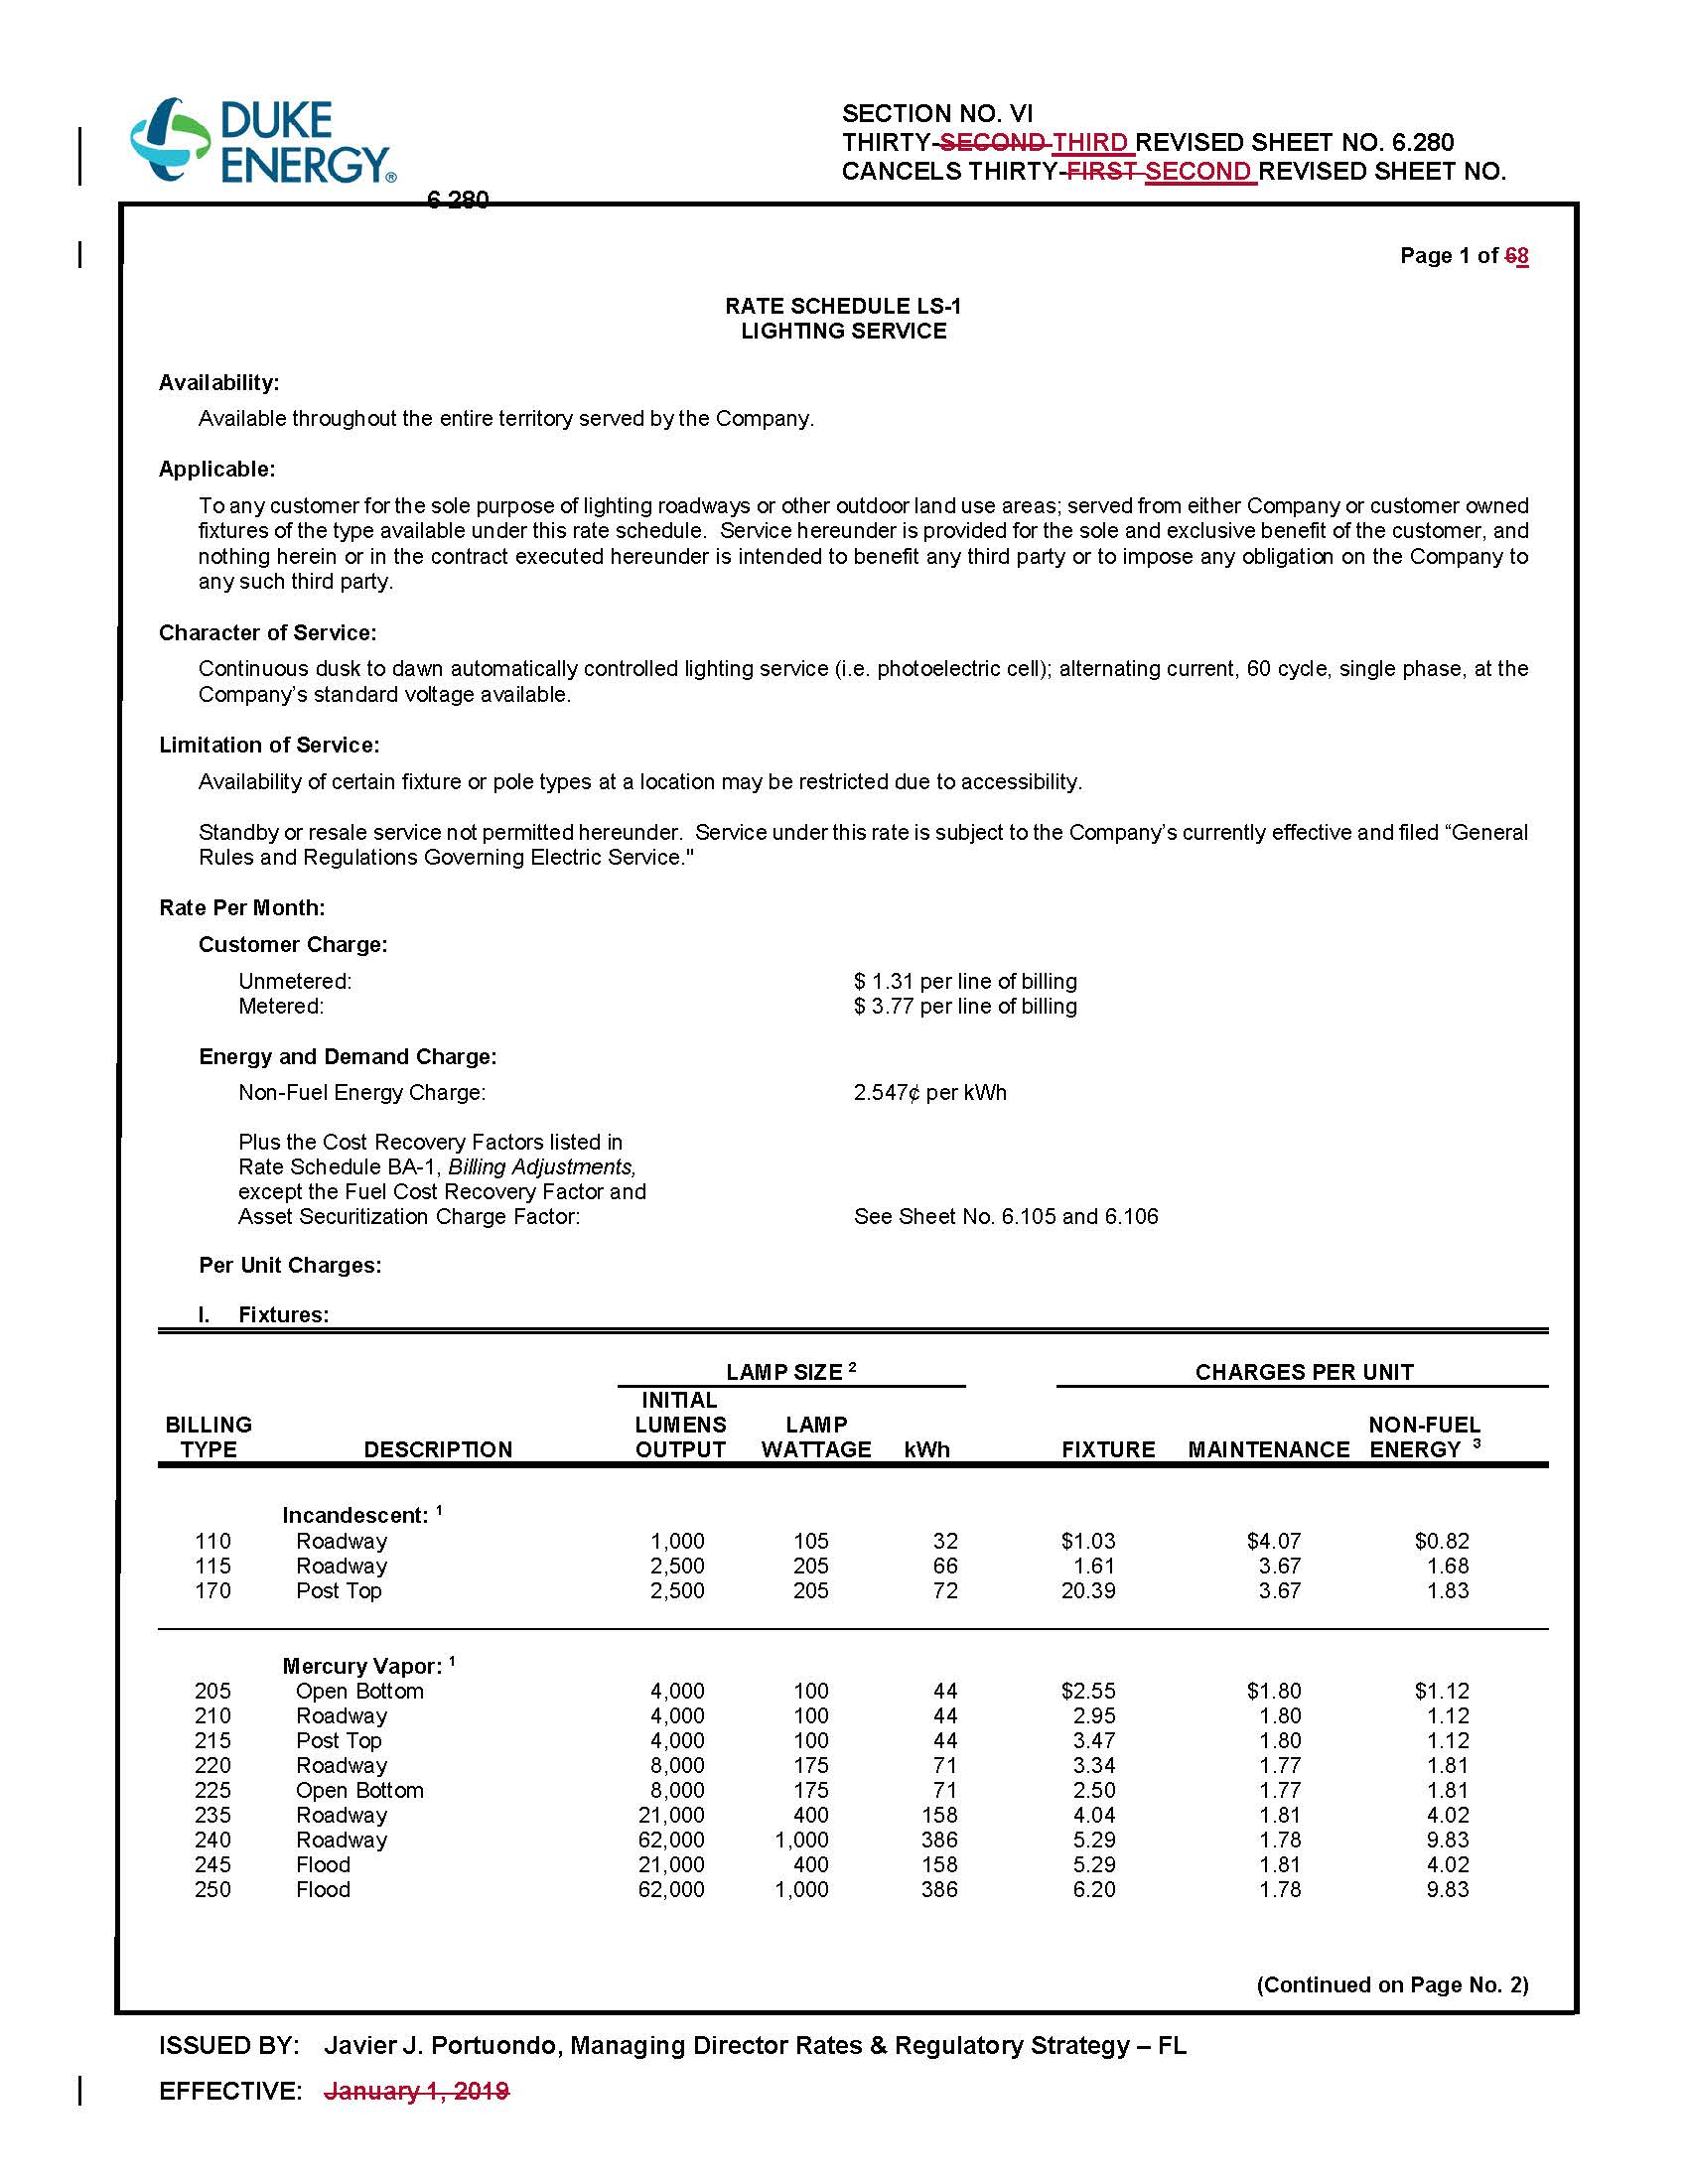 DUKE
ENERGY®
SECTION NO. VI
THIRTY-SECOND THIRD REVISED SHEET NO. 6.280
CANCELS THIRTY-FIRST SECOND REVISED SHEET NO.
6.280
Page 1 of 68
RATE SCHEDULE LS-1
LIGHTING SERVICE
Availability:
Available throughout the entire territory served by the Company.
Applicable:
To any customer for the sole purpose of lighting roadways or other outdoor land use areas; served from either Company or customer owned
fixtures of the type available under this rate schedule. Service hereunder is provided for the sole and exclusive benefit of the customer, and
nothing herein or in the contract executed hereunder is intended to benefit any third party or to impose any obligation on the Company to
any such third party.
Character of Service:
Continuous dusk to dawn automatically controlled lighting service (i.e. photoelectric cell); alternating current, 60 cycle, single phase, at the
Company's standard voltage available.
Limitation of Service:
Availability of certain fixture or pole types at a location may be restricted due to accessibility.
Standby or resale service not permitted hereunder. Service under this rate is subject to the Company's currently effective and filed “General
Rules and Regulations Governing Electric Service."
Rate Per Month:
Customer Charge:
Unmetered: $ 1.31 per line of billing
Metered: $ 3.77 per line of billing
Energy and Demand Charge:
Non-Fuel Energy Charge: 2.547¢ per kWh
Plus the Cost Recovery Factors listed in
Rate Schedule BA-1, Billing Adjustments,
except the Fuel Cost Recovery Factor and
Asset Securitization Charge Factor: See Sheet No. 6.105 and 6.106
Per Unit Charges:
I. Fixtures:
LAMP SIZE 2 CHARGES PER UNIT
INITIAL
BILLING LUMENS LAMP NON-FUEL
TYPE DESCRIPTION OUTPUT WATTAGE kWh FIXTURE MAINTENANCE ENERGY 3
Incandescent: 1
110 Roadway 1,000 105 32 $1.03 $4.07 $0.82
115 Roadway 2,500 205 66 1.61 3.67 1.68
170 Post Top 2,500 205 72 20.39 3.67 1.83
Mercury Vapor: 1
205 Open Bottom 4,000 100 44 $2.55 $1.80 $1.12
210 Roadway 4,000 100 44 2.95 1.80 1.12
215 Post Top 4,000 100 44 3.47 1.80 1.12
220 Roadway 8,000 175 71 3.34 1.77 1.81
225 Open Bottom 8,000 175 71 2.50 1.77 1.81
235 Roadway 21,000 400 158 4.04 1.81 4.02
240 Roadway 62,000 1,000 386 5.29 1.78 9.83
245 Flood 21,000 400 158 5.29 1.81 4.02
250 Flood 62,000 1,000 386 6.20 1.78 9.83
(Continued on Page No. 2)
ISSUED BY: Javier J. Portuondo, Managing Director Rates & Regulatory Strategy – FL
EFFECTIVE: January 1, 2019